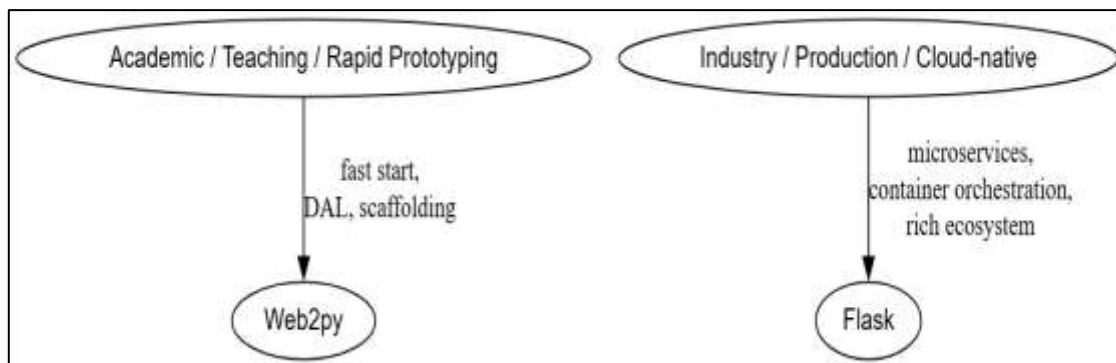 Academic / Teaching / Rapid Prototyping
fast start,
DAL, scaffolding
Web2py
Industry / Production / Cloud-native
microservices,
container orchestration,
rich ecosystem
Flask